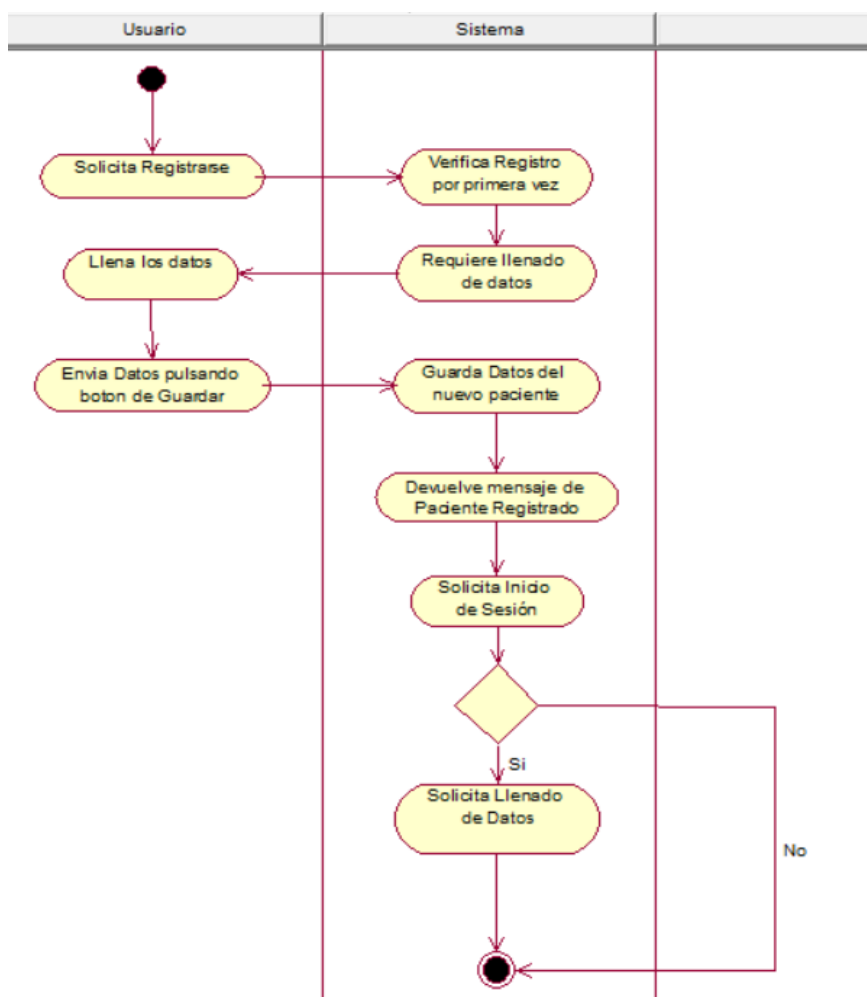 Usuario
Sistema
Solicita Registrarse
Verifica Registro
por primera vez
Llena los datos
Requiere llenado
de datos
Envia Datos pulsando
boton de Guardar
Guarda Datos del
nuevo paciente
Devuelve mensaje de
Paciente Registrado
Solicita Inicio
de Sesión
Si
Solicita Llenado
de Datos
No